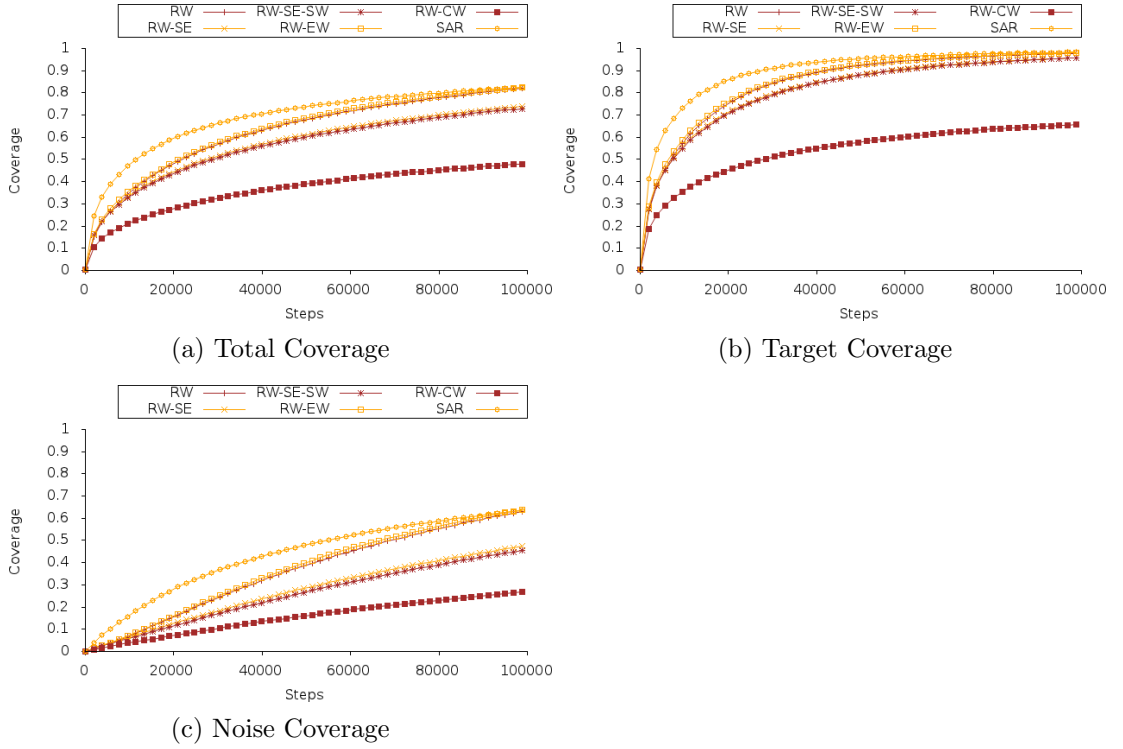 RW RW-SE-SW RW-CW
RW-SE RW-EW SAR
1
0.9
0.8
0.7
0.6
0.5
0.4
0.3
0.2
0.1
0
Coverage
0 20000 40000 60000 80000 100000
Steps
(a) Total Coverage
RW RW-SE-SW RW-CW
RW-SE RW-EW SAR
1
0.9
0.8
0.7
0.6
0.5
0.4
0.3
0.2
0.1
0
Coverage
0 20000 40000 60000 80000 100000
Steps
(b) Target Coverage
RW RW-SE-SW RW-CW
RW-SE RW-EW SAR
1
0.9
0.8
0.7
0.6
0.5
0.4
0.3
0.2
0.1
0
Coverage
0 20000 40000 60000 80000 100000
Steps
(c) Noise Coverage